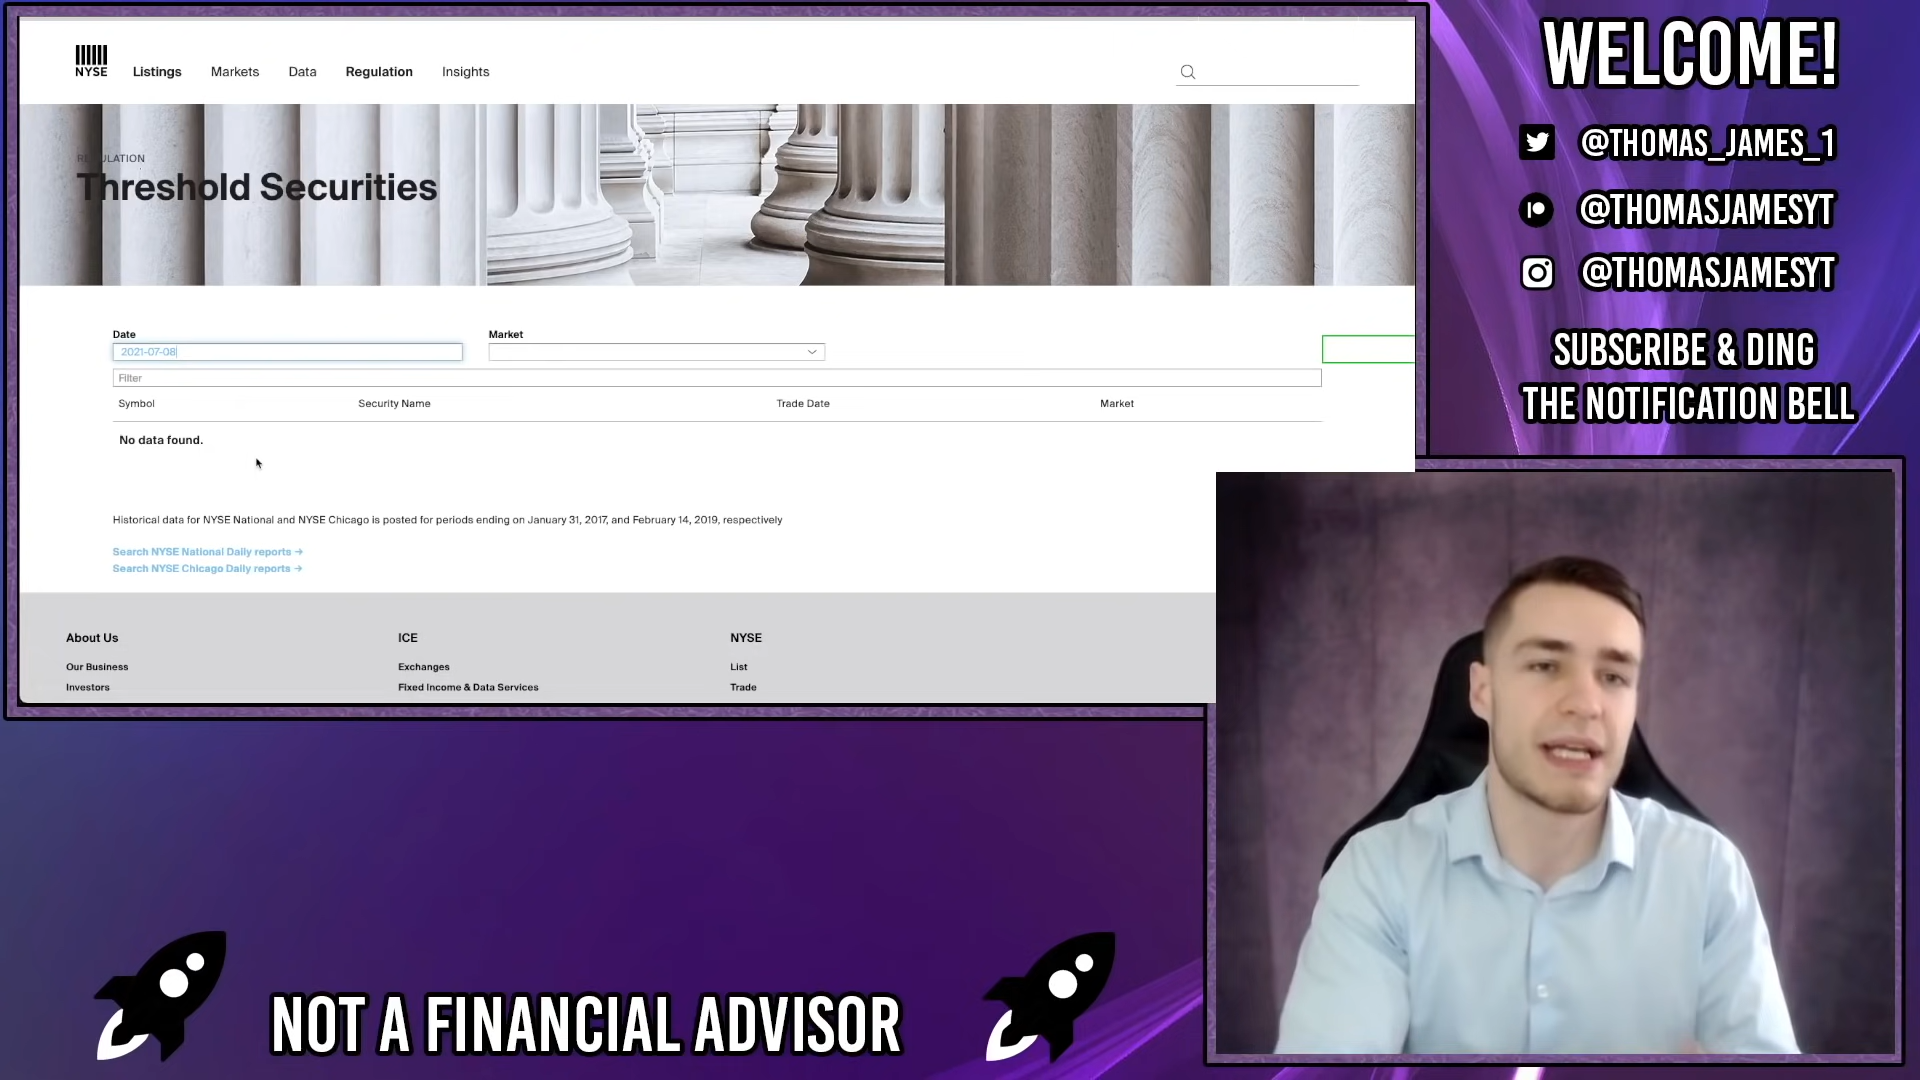 NYSE
Listings
Markets
Data
Regulation
Insights
REGULATION
Threshold Securities
Date
2021-07-08
Market
Filter
Symbol
Security Name
Trade Date
Market
No data found.
Historical data for NYSE National and NYSE Chicago is posted for periods ending on January 31, 2017, and February 14, 2019, respectively
Search NYSE National Daily reports →
Search NYSE Chicago Daily reports →
About Us
Our Business
Investors
ICE
Exchanges
Fixed Income & Data Services
NYSE
List
Trade
WELCOME!
@THOMAS_JAMES_1
@THOMASJAMESYT
@THOMASJAMESYT
SUBSCRIBE & DING
THE NOTIFICATION BELL
NOT A FINANCIAL ADVISOR